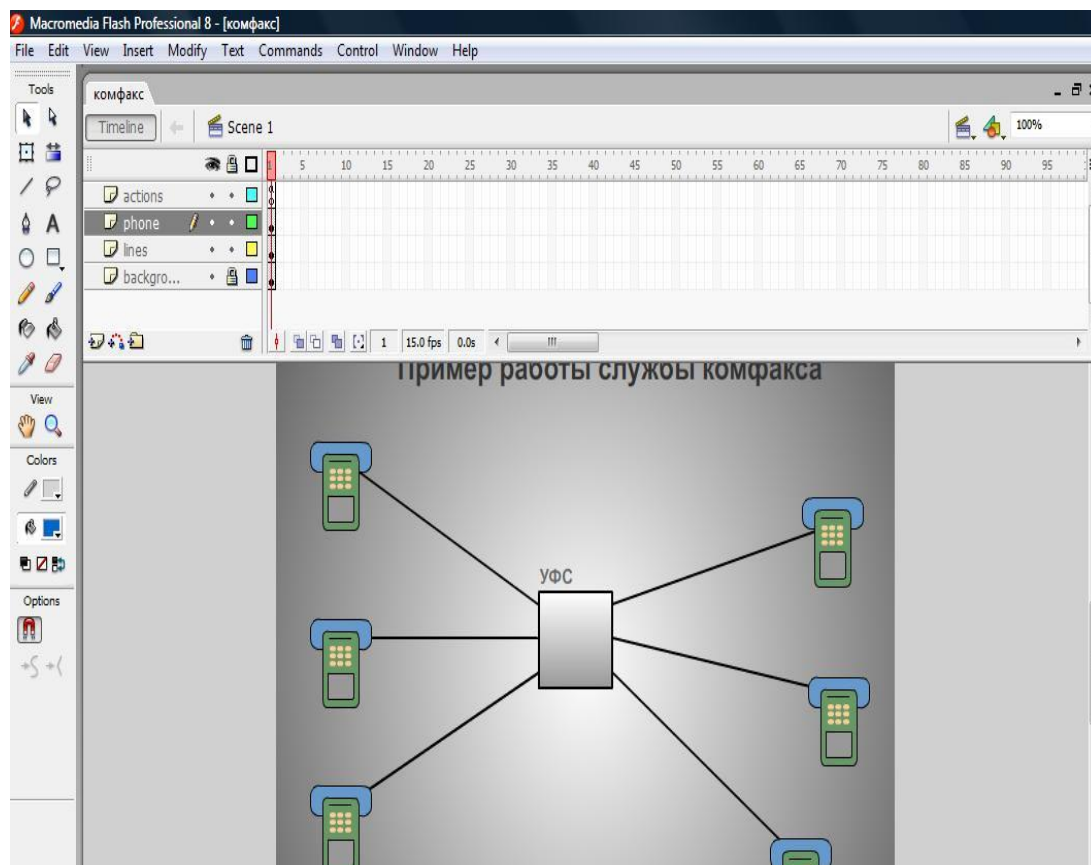 Macromedia Flash Professional 8 - [комфакс]
File Edit View Insert Modify Text Commands Control Window Help
Tools
комфакс
Timeline
Scene 1
100%
1 5 10 15 20 25 30 35 40 45 50 55 60 65 70 75 80 85 90 95
actions
phone
lines
backgro...
1 15.0 fps 0.0s
View
Colors
Options
Пример работы службы комфакса
УФС